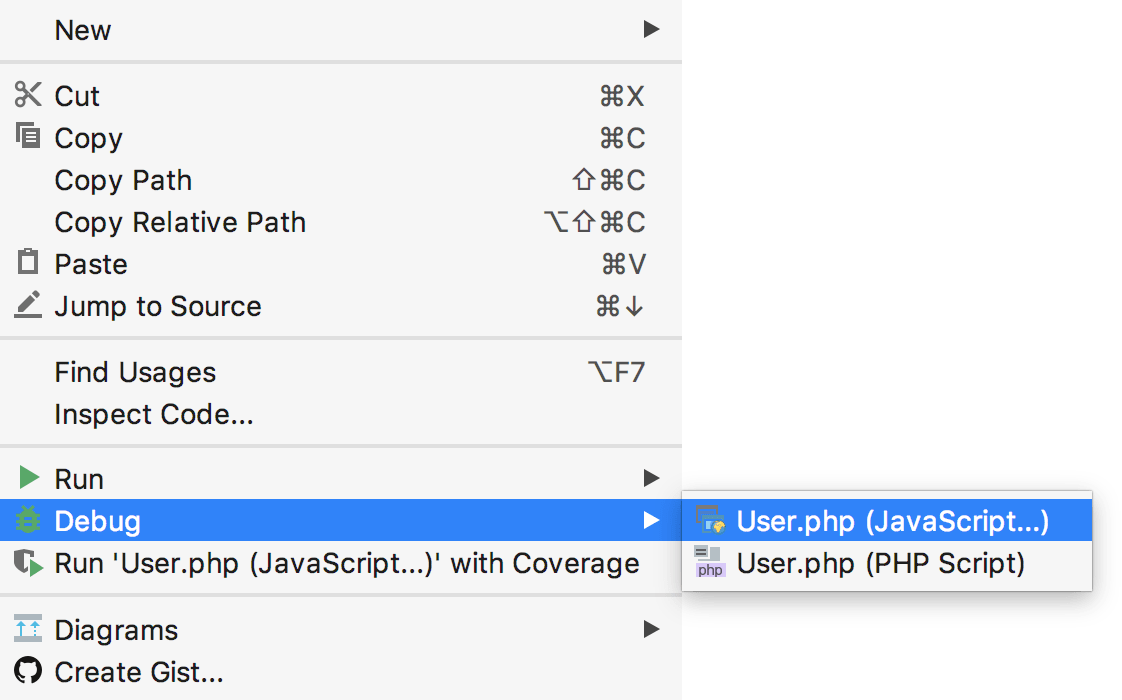 New
Cut ⌘X
Copy ⌘C
Copy Path ⇧⌘C
Copy Relative Path ⌥⇧⌘C
Paste ⌘V
Jump to Source ⌘↓
Find Usages ⌥F7
Inspect Code...
Run
Debug
User.php (JavaScript...)
Run 'User.php (JavaScript...)' with Coverage
php User.php (PHP Script)
Diagrams
Create Gist...